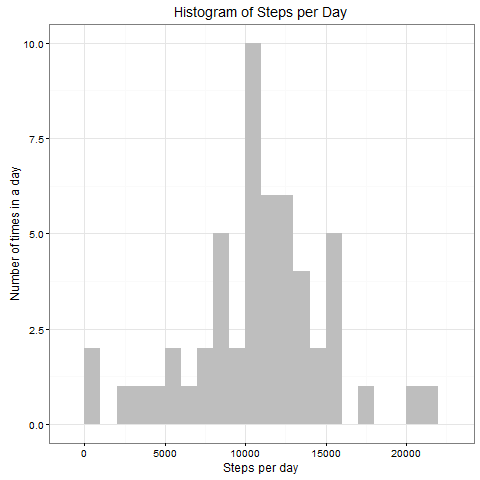 Histogram of Steps per Day
10.0
7.5
5.0
2.5
0.0
Number of times in a day
0 5000 10000 15000 20000
Steps per day